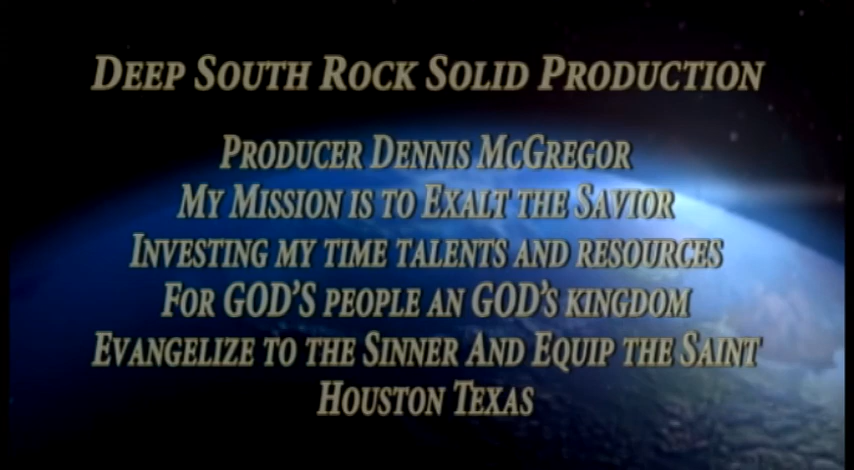 Deep South Rock Solid Production
Producer Dennis McGregor
My Mission is to Exalt the Savior
Investing my time talents and resources
For GOD'S people an GOD's kingdom
Evangelize to the Sinner And Equip the Saint
Houston Texas